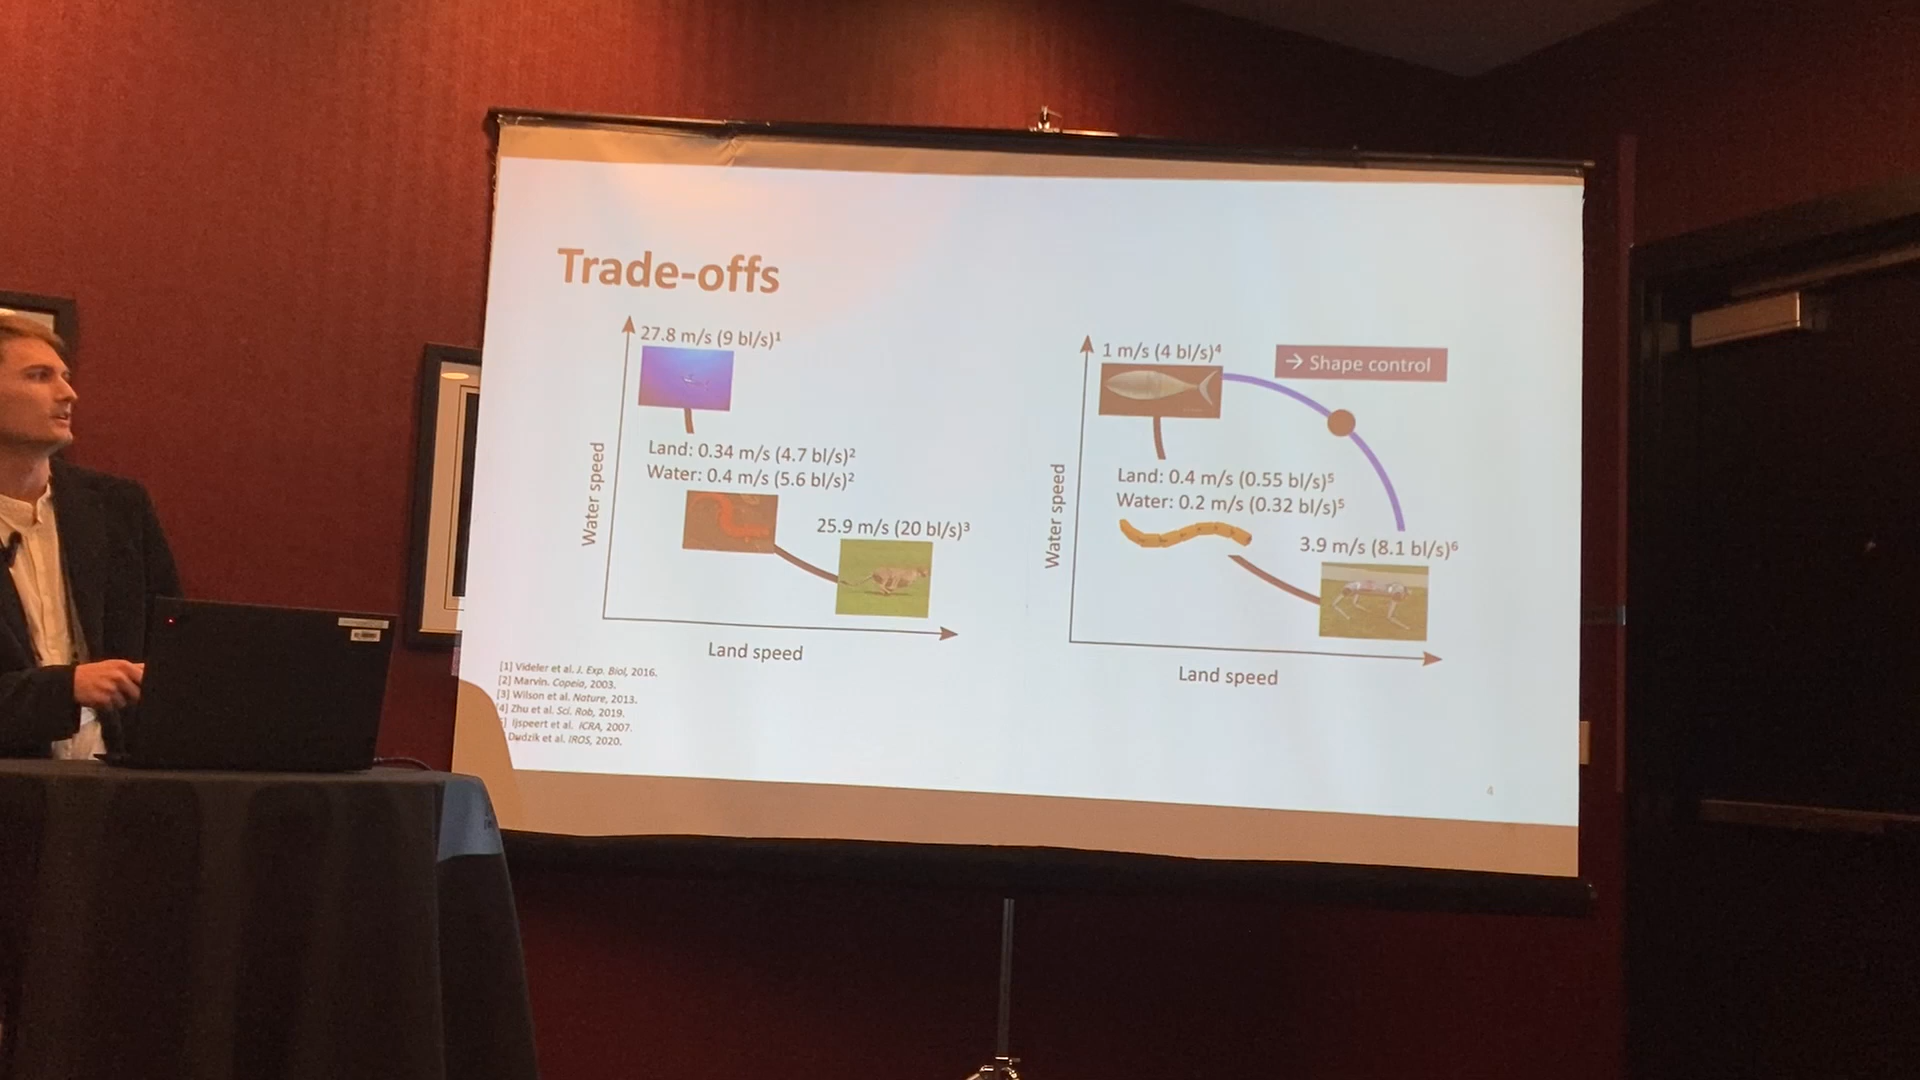 Trade-offs
27.8 m/s (9 bl/s)¹
Land: 0.34 m/s (4.7 bl/s)²
Water: 0.4 m/s (5.6 bl/s)²
25.9 m/s (20 bl/s)³
Water speed
Land speed
1 m/s (4 bl/s)⁴
→ Shape control
Land: 0.4 m/s (0.55 bl/s)⁵
Water: 0.2 m/s (0.32 bl/s)⁵
3.9 m/s (8.1 bl/s)⁶
Water speed
Land speed
[1] Videler et al. J. Exp. Biol, 2016.
[2] Marvin. Copeia, 2003.
[3] Wilson et al. Nature, 2013.
[4] Zhu et al. Sci. Rob, 2019.
] Ijspeert et al. ICRA, 2007.
Dudzik et al. IROS, 2020.
4